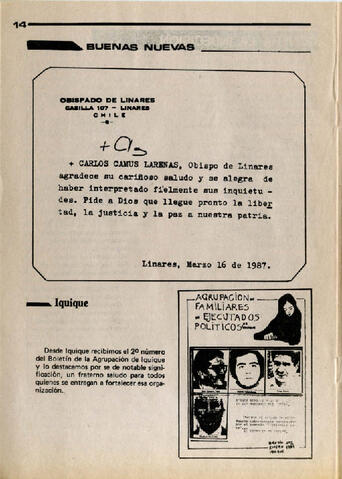 14
BUENAS NUEVAS
OBISPADO DE LINARES
CASILLA 107 - LINARES
CHILE
+ CARLOS CAMUS LARENAS, Obispo de Linares
agradece su cariñoso saludo y se alegra de
haber interpretado fielmente sus inquietu -
des. Pide a Dios que llegue pronto la liber
tad, la justicia y la paz a nuestra patria.
Linares, Marzo 16 de 1987.
Iquique
Desde Iquique recibimos el 2º número
del Boletín de la Agrupación de Iquique
y lo destacamos por se de notable signi-
ficación, un fraterno saludo para todos
quienes se entregan a fortalecer esa or-
ganización.
AGRUPACION
FAMILIARES
DE EJECUTADOS
POLITICOS